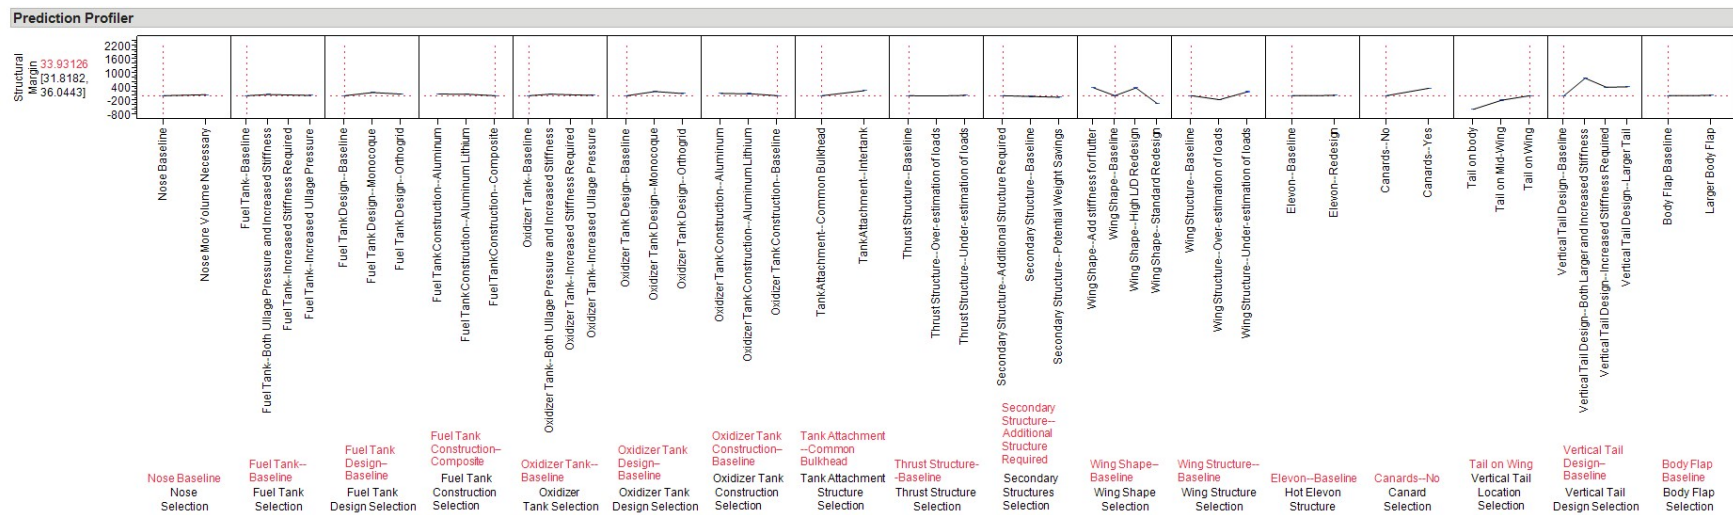 Prediction Profiler
Structural
Margin
33.93126
[31.8182,
36.0443]
2200
1600
1000
400
-200
-800
Nose Baseline
Nose More Volume Necessary
Fuel Tank--Baseline
Fuel Tank--Both Ullage Pressure and Increased Stiffness
Fuel Tank--Increased Stiffness Required
Fuel Tank--Increased Ullage Pressure
Fuel Tank Design--Baseline
Fuel Tank Design--Monocoque
Fuel Tank Design--Orthogrid
Fuel Tank Construction--Aluminum
Fuel Tank Construction--Aluminum Lithium
Fuel Tank Construction--Composite
Oxidizer Tank--Baseline
Oxidizer Tank--Both Ullage Pressure and Increased Stiffness
Oxidizer Tank--Increased Stiffness Required
Oxidizer Tank--Increased Ullage Pressure
Oxidizer Tank Design--Baseline
Oxidizer Tank Design--Monocoque
Oxidizer Tank Design--Orthogrid
Oxidizer Tank Construction--Aluminum
Oxidizer Tank Construction--Aluminum Lithium
Oxidizer Tank Construction--Baseline
Tank Attachment--Common Bulkhead
Tank Attachment--Intertank
Thrust Structure--Baseline
Thrust Structure--Over-estimation of loads
Thrust Structure--Under-estimation of loads
Secondary Structure--Additional Structure Required
Secondary Structure--Baseline
Secondary Structure--Potential Weight Savings
Wing Shape--Add stiffness for flutter
Wing Shape--Baseline
Wing Shape--High L/D Redesign
Wing Shape--Standard Redesign
Wing Structure--Baseline
Wing Structure--Over-estimation of loads
Wing Structure--Under-estimation of loads
Elevon--Baseline
Elevon--Redesign
Canards--No
Canards--Yes
Tail on body
Tail on Mid-Wing
Tail on Wing
Vertical Tail Design--Baseline
Vertical Tail Design--Both Larger and Increased Stiffness
Vertical Tail Design--Increased Stiffness Required
Vertical Tail Design--Larger Tail
Body Flap Baseline
Larger Body Flap
Nose Baseline
Nose
Selection
Fuel Tank--
Baseline
Fuel Tank
Selection
Fuel Tank
Design--
Baseline
Fuel Tank
Design Selection
Fuel Tank
Construction--
Composite
Fuel Tank
Construction
Selection
Oxidizer Tank--
Baseline
Oxidizer
Tank Selection
Oxidizer Tank
Design--
Baseline
Oxidizer Tank
Design Selection
Oxidizer Tank
Construction--
Baseline
Oxidizer Tank
Construction
Selection
Tank Attachment
--Common
Bulkhead
Tank Attachment
Structure
Selection
Thrust Structure-
-Baseline
Thrust Structure
Selection
Secondary
Structure--
Additional
Structure
Required
Secondary
Structures
Selection
Wing Shape--
Baseline
Wing Shape
Selection
Wing Structure--
Baseline
Wing Structure
Selection
Elevon--Baseline
Hot Elevon
Structure
Canards--No
Canard
Selection
Tail on Wing
Vertical Tail
Location
Selection
Vertical Tail
Design--
Baseline
Vertical Tail
Design Selection
Body Flap
Baseline
Body Flap
Selection